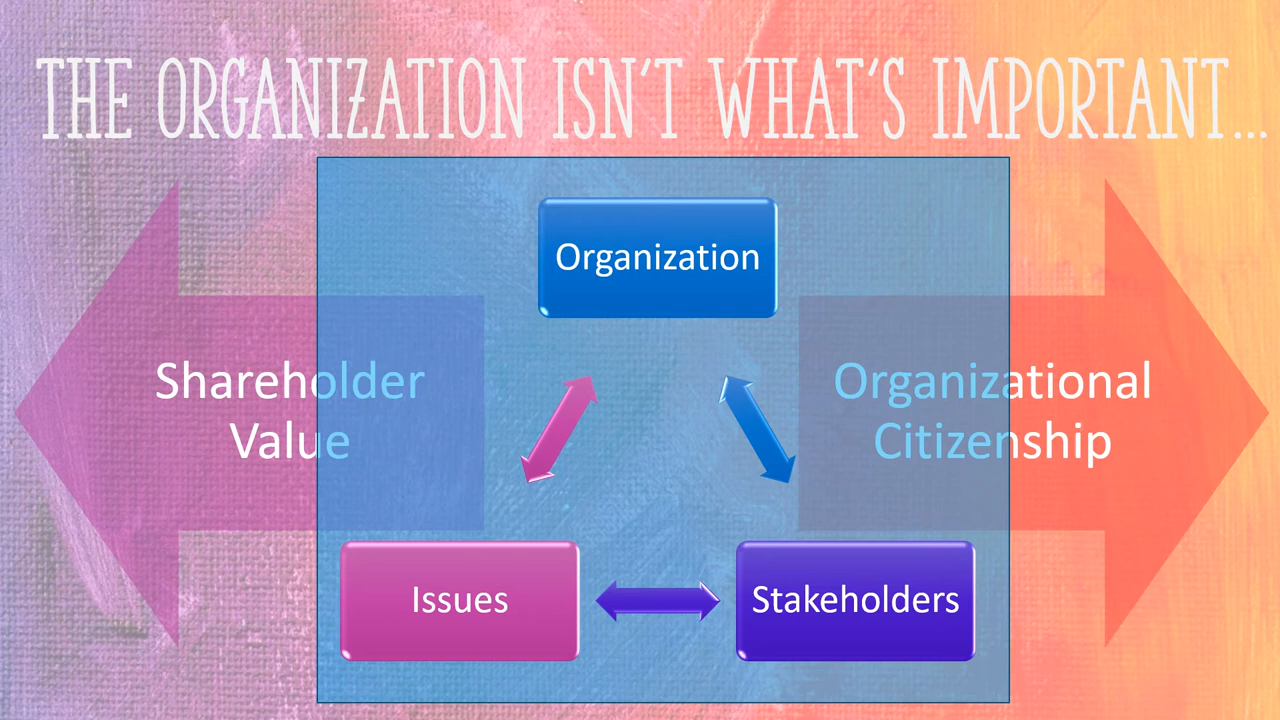 THE ORGANIZATION ISN'T WHAT'S IMPORTANT...
Organization
Shareholder
Value
Organizational
Citizenship
Issues
Stakeholders